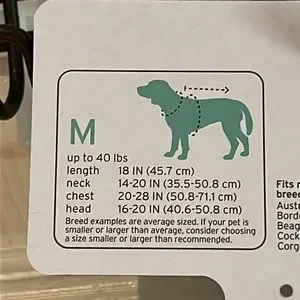 M
up to 40 lbs
length 18 IN (45.7 cm)
neck 14-20 IN (35.5-50.8 cm)
chest 20-28 IN (50.8-71.1 cm)
head 16-20 IN (40.6-50.8 cm)
Breed examples are average sized. If your pet is
smaller or larger than average, consider choosing
a size smaller or larger than recommended.
Fits
bree
Austr
Borde
Beag
Cock
Corg